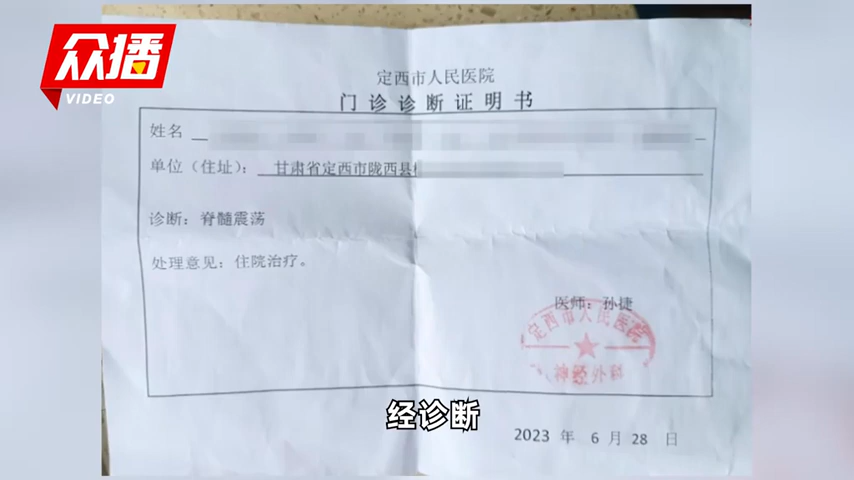 众播
VIDEO
定西市人民医院
门诊诊断证明书
姓名
单位（住址）：甘肃省定西市陇西县
诊断：脊髓震荡
处理意见：住院治疗。
医师：孙捷
定西市人民医院
神经外科
经诊断
2023 年 6 月 28 日